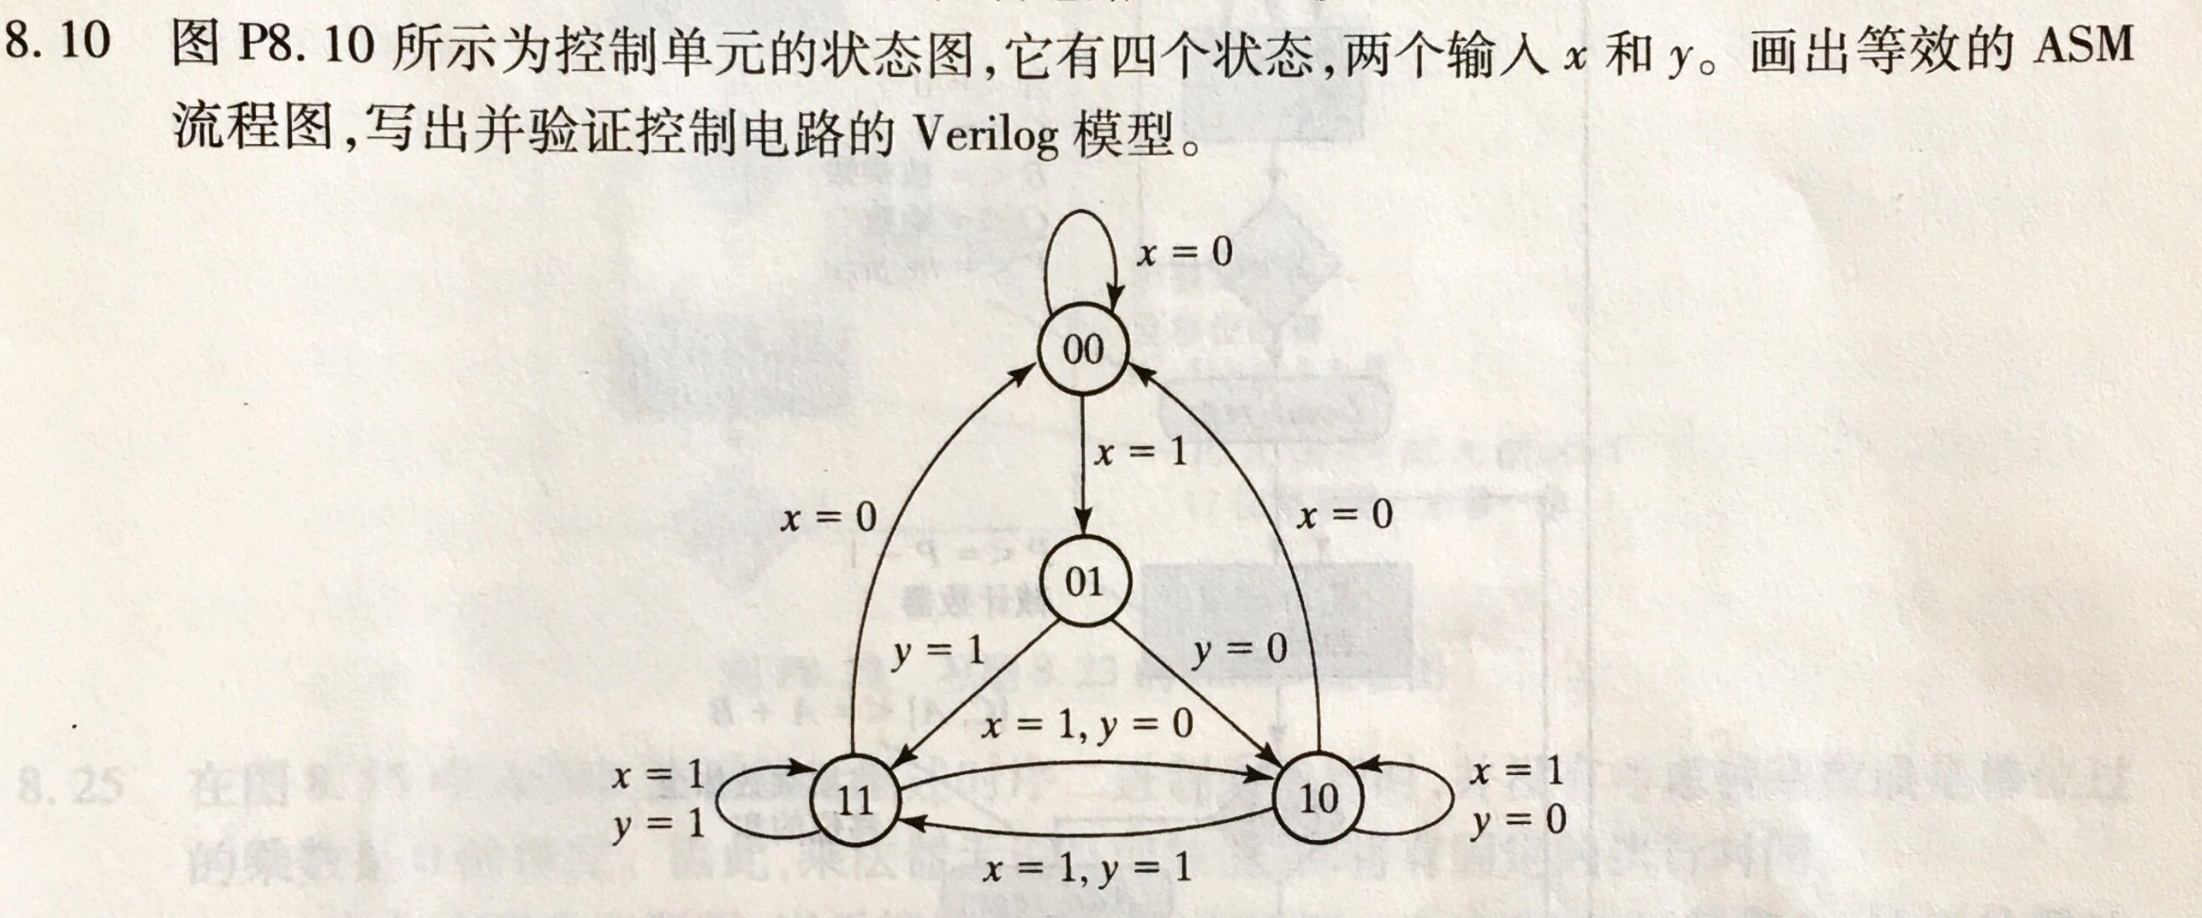 8.10 图 P8.10 所示为控制单元的状态图,它有四个状态,两个输入 x 和 y。画出等效的 ASM
流程图,写出并验证控制电路的 Verilog 模型。
x = 0
00
x = 1
x = 0
x = 0
01
y = 1
y = 0
x = 1, y = 0
x = 1
y = 1
11
10
x = 1
y = 0
x = 1, y = 1
8.25